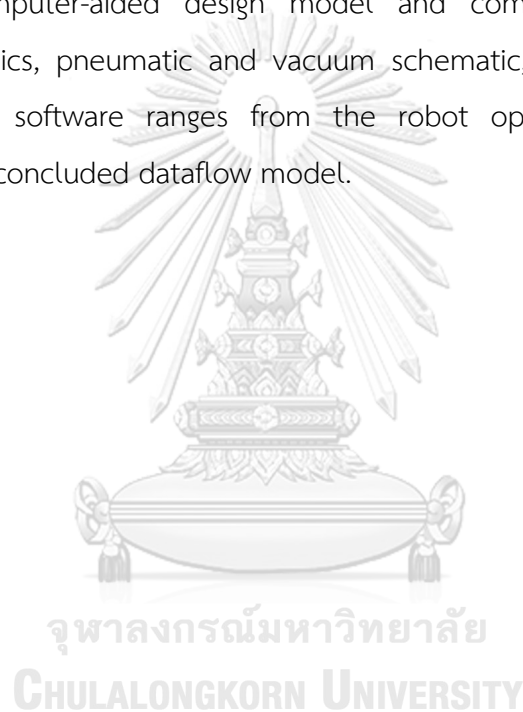 puter-aided design model and com
ics, pneumatic and vacuum schematic,
software ranges from the robot op
concluded dataflow model.
จุฬาลงกรณ์มหาวิทยาลัย
CHULALONGKORN UNIVERSITY